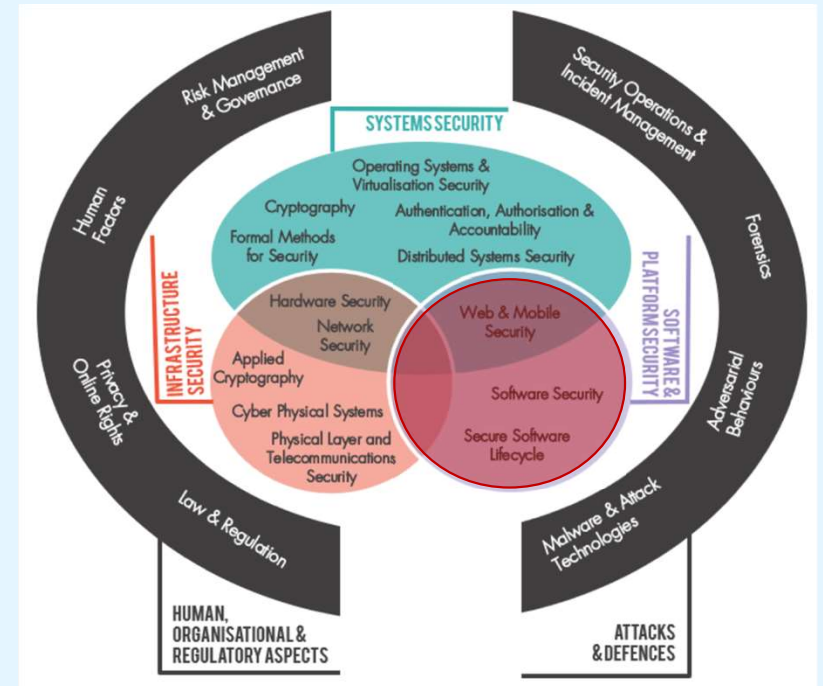 Risk Management
& Governance
Human
Factors
Privacy &
Online Rights
Law & Regulation
HUMAN,
ORGANISATIONAL &
REGULATORY ASPECTS
SYSTEMS SECURITY
Operating Systems &
Virtualisation Security
Cryptography
Authentication, Authorisation &
Accountability
Formal Methods
for Security
Distributed Systems Security
INFRASTRUCTURE
SECURITY
Hardware Security
Network
Security
Applied
Cryptography
Cyber Physical Systems
Physical Layer and
Telecommunications
Security
Web & Mobile
Security
Software Security
Secure Software
Lifecycle
SOFTWARE &
PLATFORM SECURITY
Security Operations &
Incident Management
Forensics
Adversarial
Behaviours
Malware & Attack
Technologies
ATTACKS
& DEFENCES